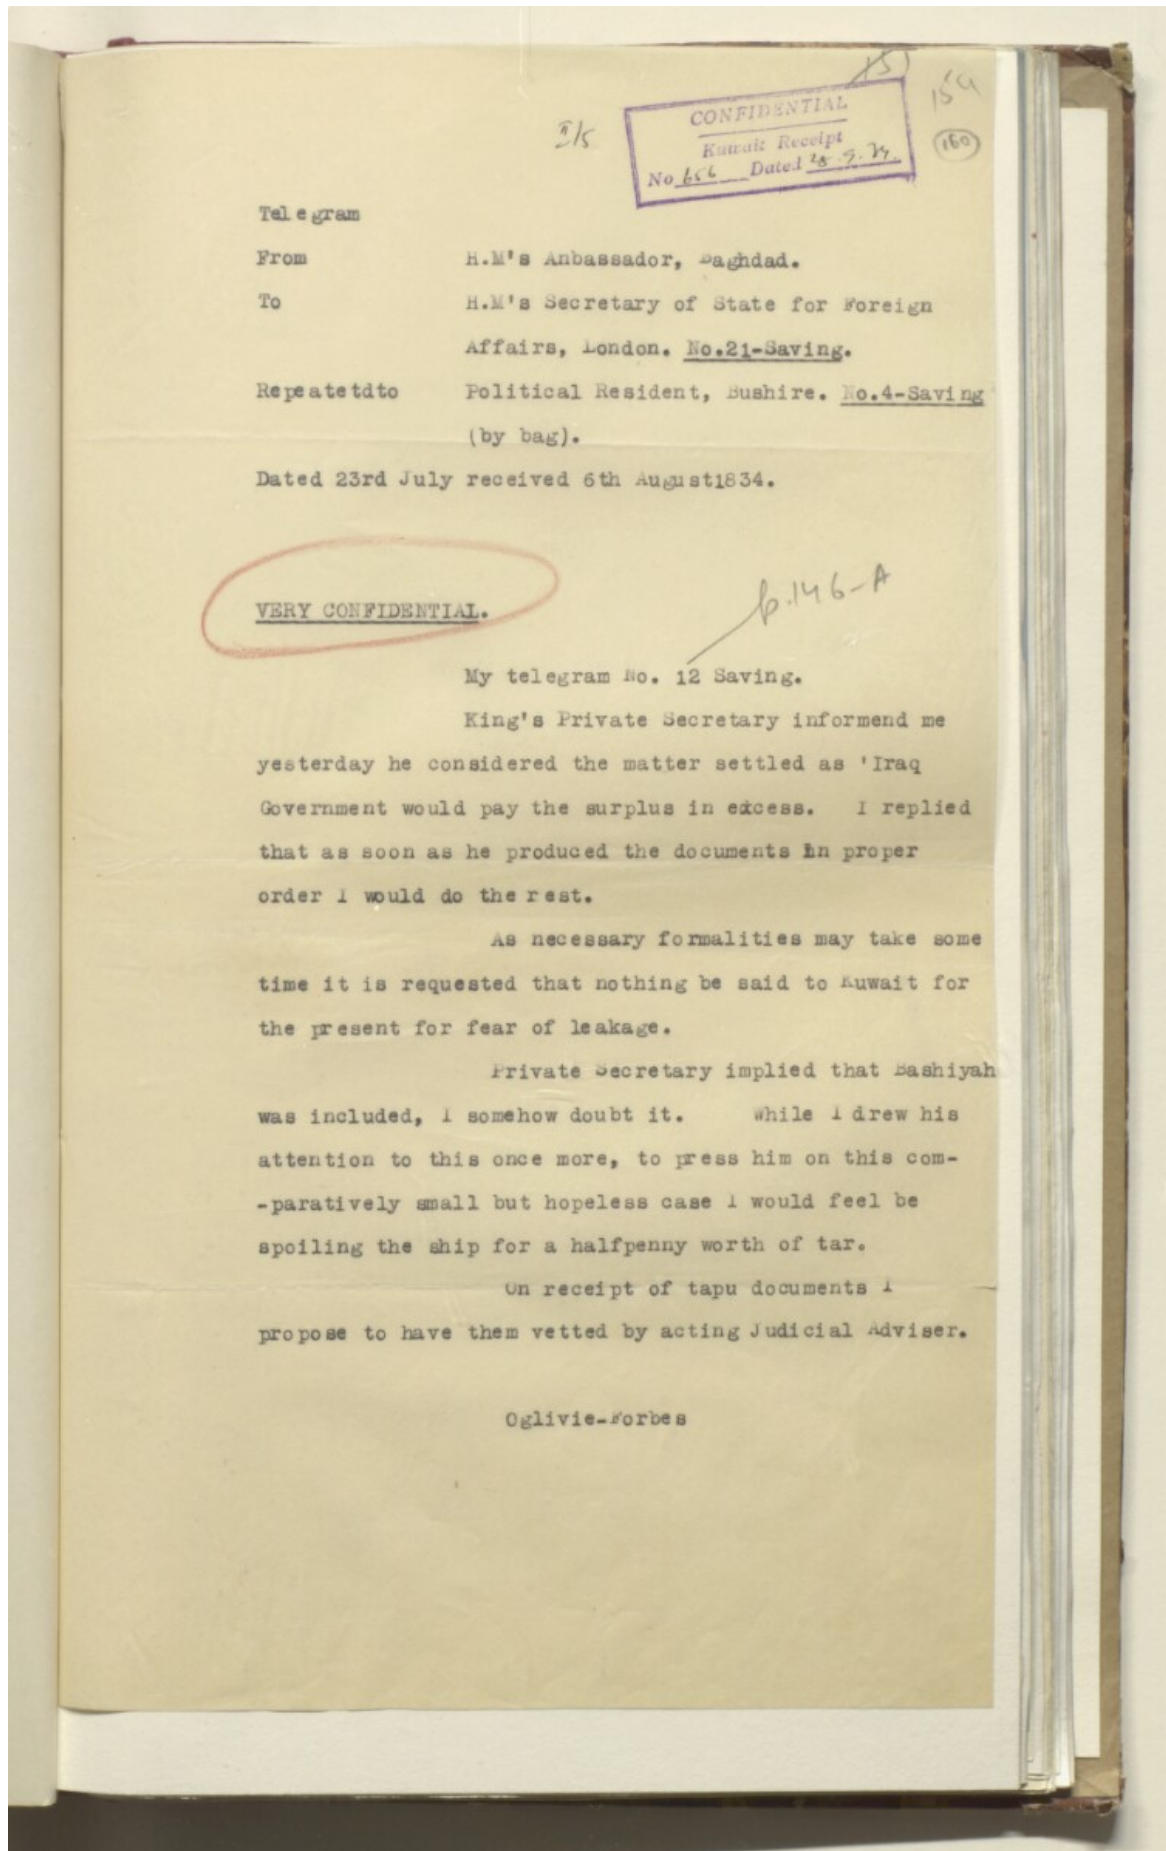 151
154
160
II/5
CONFIDENTIAL
Kuwait Receipt
No 656 Dated 28.9.34.
Telegram
From H.M's Anbassador, Baghdad.
To H.M's Secretary of State for Foreign
Affairs, London. No.21-Saving.
Repeatetdto Political Resident, Bushire. No.4-Saving
(by bag).
Dated 23rd July received 6th August1834.
p.146-A
VERY CONFIDENTIAL.
My telegram No. 12 Saving.
King's Private Secretary informend me
yesterday he considered the matter settled as 'Iraq
Government would pay the surplus in excess. I replied
that as soon as he produced the documents in proper
order I would do the rest.
As necessary formalities may take some
time it is requested that nothing be said to Kuwait for
the present for fear of leakage.
Private Secretary implied that Bashiyah
was included, I somehow doubt it. While I drew his
attention to this once more, to press him on this com-
-paratively small but hopeless case I would feel be
spoiling the ship for a halfpenny worth of tar.
On receipt of tapu documents I
propose to have them vetted by acting Judicial Adviser.
Oglivie-Forbes